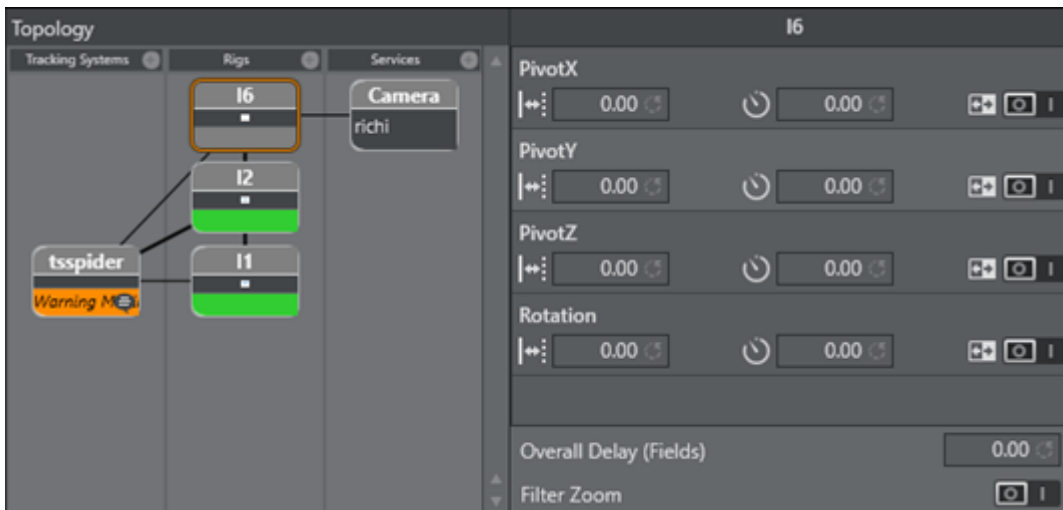 Topology
Tracking Systems
Rigs
Services
I6
Camera
richi
I2
tsspider
I1
Warning
I6
PivotX
0.00 0.00
PivotY
0.00 0.00
PivotZ
0.00 0.00
Rotation
0.00 0.00
Overall Delay (Fields) 0.00
Filter Zoom